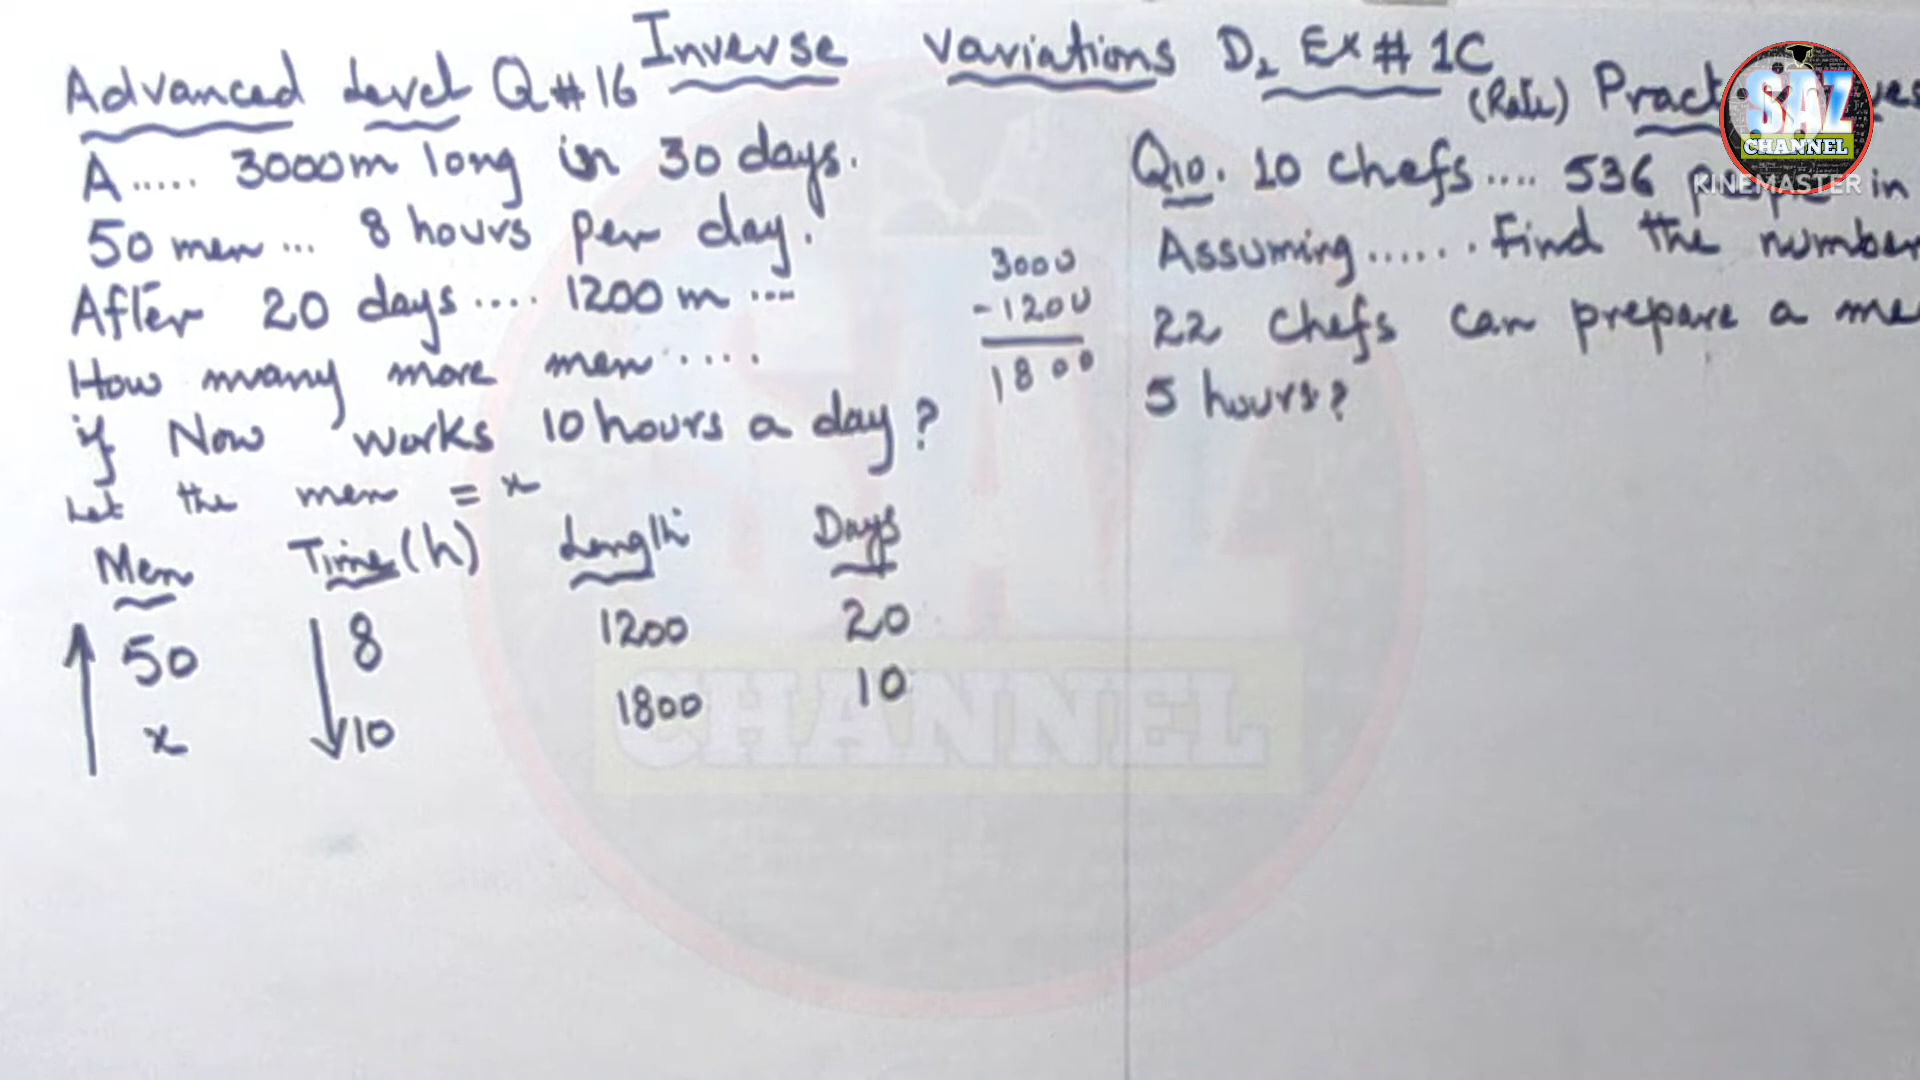 Inverse Variations D2 Ex # 1C
Advanced Level Q # 16
A ..... 3000m long in 30 days.
50 men ... 8 hours per day.
After 20 days .... 1200 m ...
How many more men ....
if Now works 10 hours a day?
Let the men = x
Men Time (h) Length Days
50 8 1200 20
x 10 1800 10
3000
-1200
1800
(Rate)
Q10. 10 chefs .... 536 in
Assuming ...... Find the number
22 chefs can prepare a
5 hours?
SAZ
CHANNEL
KINEMASTER
CHANNEL